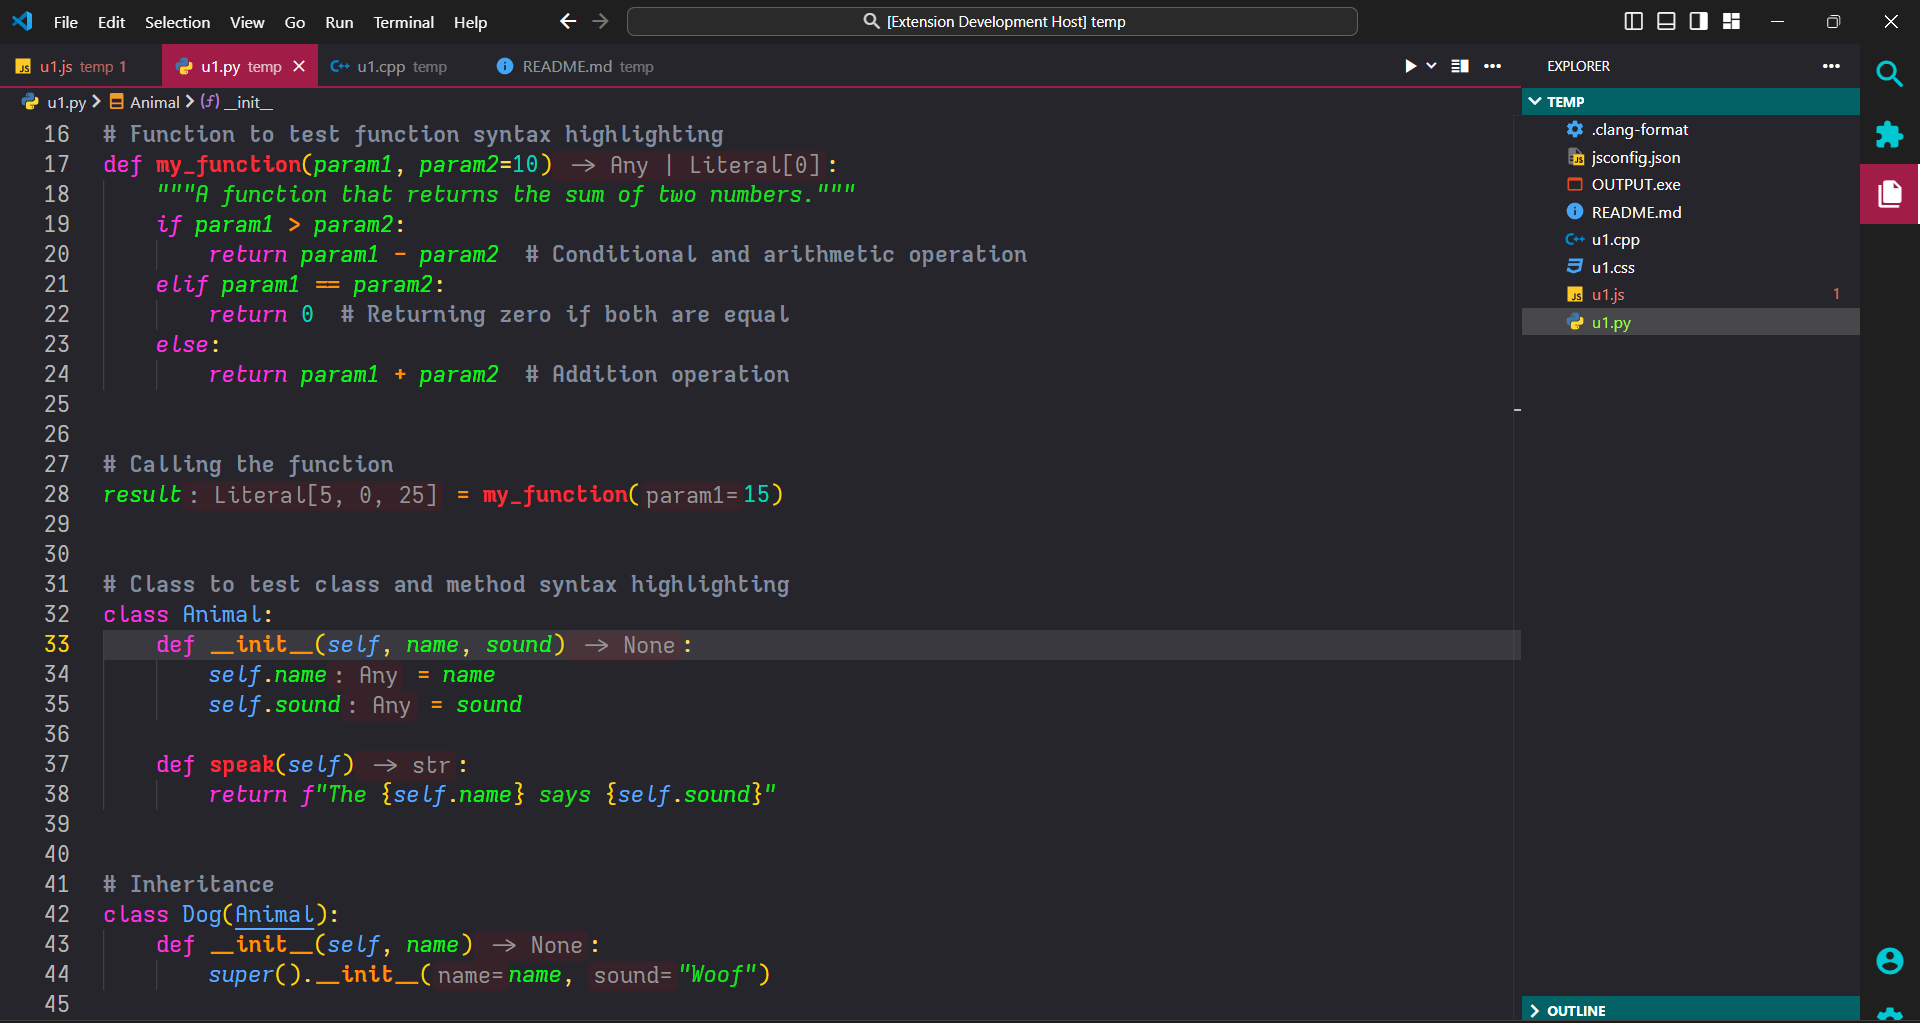 File Edit Selection View Go Run Terminal Help
[Extension Development Host] temp
JS u1.js temp 1
u1.py temp
C++ u1.cpp temp
README.md temp
u1.py > Animal > (f) __init__
16 # Function to test function syntax highlighting
17 def my_function(param1, param2=10) -> Any | Literal[0]:
18 """A function that returns the sum of two numbers."""
19 if param1 > param2:
20 return param1 - param2 # Conditional and arithmetic operation
21 elif param1 == param2:
22 return 0 # Returning zero if both are equal
23 else:
24 return param1 + param2 # Addition operation
25
26
27 # Calling the function
28 result: Literal[5, 0, 25] = my_function(param1=15)
29
30
31 # Class to test class and method syntax highlighting
32 class Animal:
33 def __init__(self, name, sound) -> None:
34 self.name: Any = name
35 self.sound: Any = sound
36
37 def speak(self) -> str:
38 return f"The {self.name} says {self.sound}"
39
40
41 # Inheritance
42 class Dog(Animal):
43 def __init__(self, name) -> None:
44 super().__init__(name=name, sound="Woof")
45
EXPLORER
TEMP
.clang-format
JS jsconfig.json
OUTPUT.exe
README.md
C++ u1.cpp
u1.css
JS u1.js 1
u1.py
OUTLINE